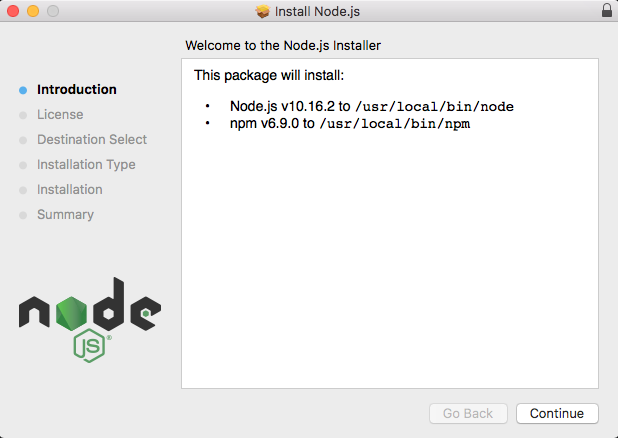 Install Node.js
Welcome to the Node.js Installer
Introduction
License
Destination Select
Installation Type
Installation
Summary
This package will install:
• Node.js v10.16.2 to /usr/local/bin/node
• npm v6.9.0 to /usr/local/bin/npm
node
JS®
Go Back
Continue